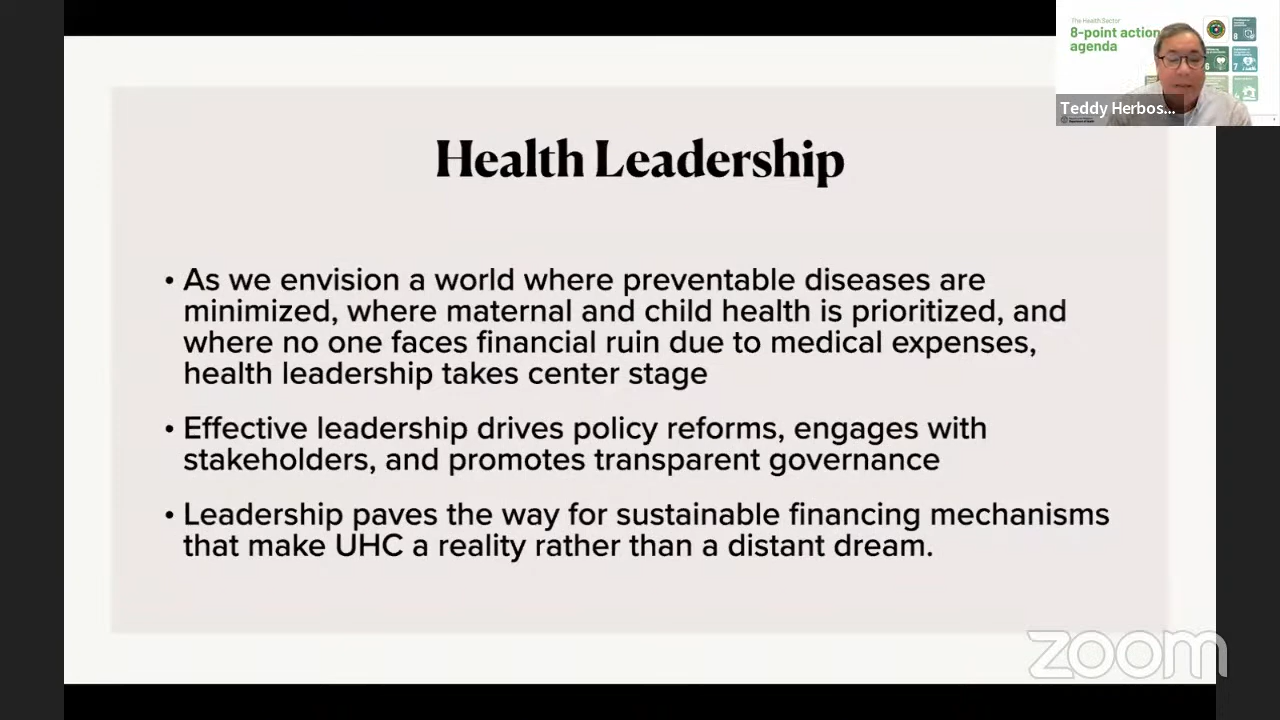 The Health Sector
8-point action
agenda
8
6
7
Teddy Herbos...
Health Leadership
• As we envision a world where preventable diseases are
minimized, where maternal and child health is prioritized, and
where no one faces financial ruin due to medical expenses,
health leadership takes center stage
• Effective leadership drives policy reforms, engages with
stakeholders, and promotes transparent governance
• Leadership paves the way for sustainable financing mechanisms
that make UHC a reality rather than a distant dream.
zoom